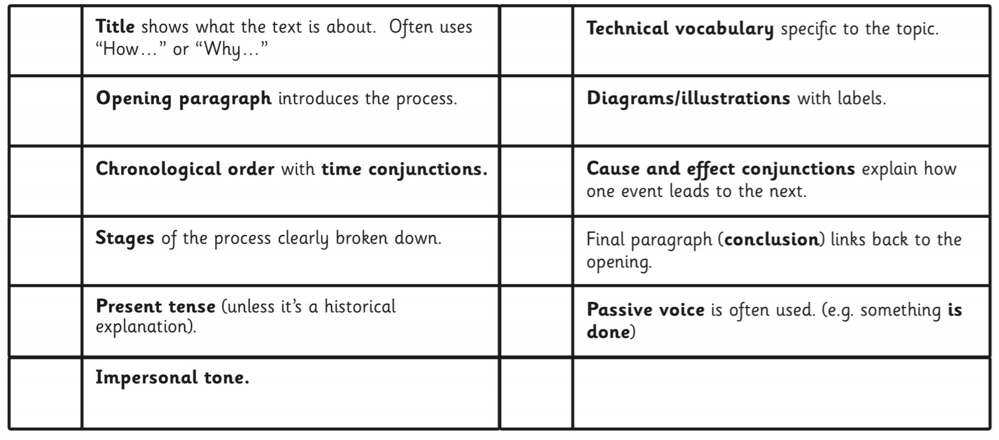 Title shows what the text is about. Often uses
“How...” or “Why...”
Technical vocabulary specific to the topic.
Opening paragraph introduces the process.
Diagrams/illustrations with labels.
Chronological order with time conjunctions.
Cause and effect conjunctions explain how
one event leads to the next.
Stages of the process clearly broken down.
Final paragraph (conclusion) links back to the
opening.
Present tense (unless it’s a historical
explanation).
Passive voice is often used. (e.g. something is
done)
Impersonal tone.